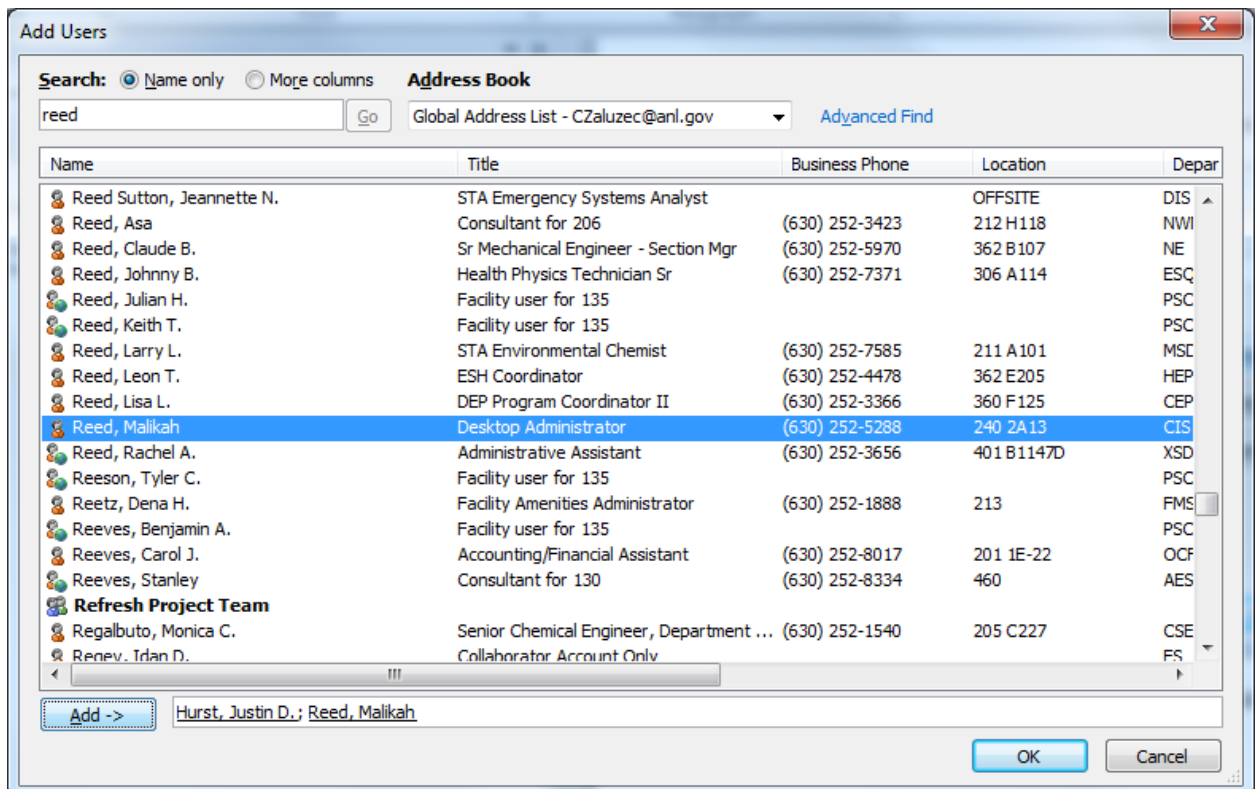 Add Users
Search: Name only More columns Address Book
reed Go Global Address List - CZaluzec@anl.gov Advanced Find
Name Title Business Phone Location Depar
Reed Sutton, Jeannette N. STA Emergency Systems Analyst OFFSITE DIS
Reed, Asa Consultant for 206 (630) 252-3423 212 H118 NWI
Reed, Claude B. Sr Mechanical Engineer - Section Mgr (630) 252-5970 362 B107 NE
Reed, Johnny B. Health Physics Technician Sr (630) 252-7371 306 A114 ESQ
Reed, Julian H. Facility user for 135 PSC
Reed, Keith T. Facility user for 135 PSC
Reed, Larry L. STA Environmental Chemist (630) 252-7585 211 A101 MSD
Reed, Leon T. ESH Coordinator (630) 252-4478 362 E205 HEP
Reed, Lisa L. DEP Program Coordinator II (630) 252-3366 360 F125 CEP
Reed, Malikah Desktop Administrator (630) 252-5288 240 2A13 CIS
Reed, Rachel A. Administrative Assistant (630) 252-3656 401 B1147D XSD
Reeson, Tyler C. Facility user for 135 PSC
Reetz, Dena H. Facility Amenities Administrator (630) 252-1888 213 FMS
Reeves, Benjamin A. Facility user for 135 PSC
Reeves, Carol J. Accounting/Financial Assistant (630) 252-8017 201 1E-22 OCF
Reeves, Stanley Consultant for 130 (630) 252-8334 460 AES
Refresh Project Team
Regalbuto, Monica C. Senior Chemical Engineer, Department ... (630) 252-1540 205 C227 CSE
Regev, Idan D. Collaborator Account Only ES
Add -> Hurst, Justin D.; Reed, Malikah
OK Cancel